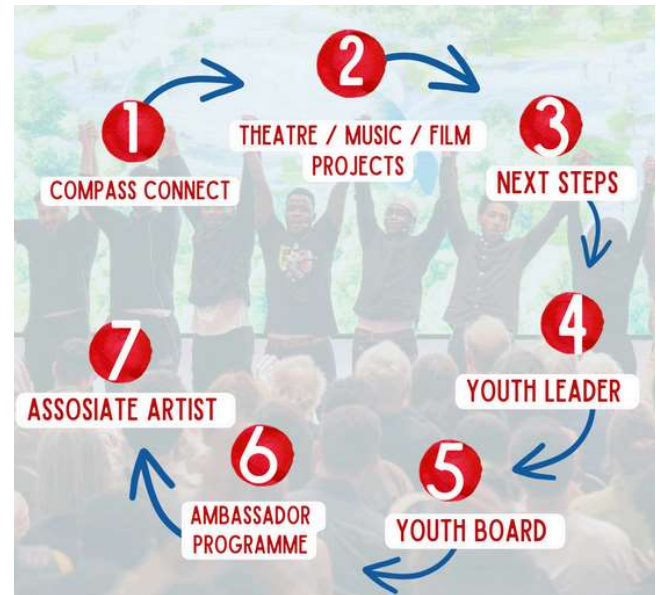 1
COMPASS CONNECT
2
THEATRE / MUSIC / FILM
PROJECTS
3
NEXT STEPS
4
YOUTH LEADER
5
YOUTH BOARD
6
AMBASSADOR
PROGRAMME
7
ASSOSIATE ARTIST